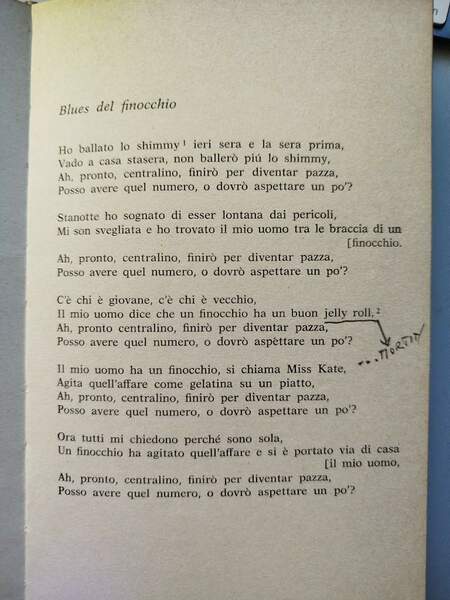 Blues del finocchio
Ho ballato lo shimmy¹ ieri sera e la sera prima,
Vado a casa stasera, non ballerò piú lo shimmy,
Ah, pronto, centralino, finirò per diventar pazza,
Posso avere quel numero, o dovrò aspettare un po'?
Stanotte ho sognato di esser lontana dai pericoli,
Mi son svegliata e ho trovato il mio uomo tra le braccia di un
[finocchio.
Ah, pronto, centralino, finirò per diventar pazza,
Posso avere quel numero, o dovrò aspettare un po'?
C'è chi è giovane, c'è chi è vecchio,
Il mio uomo dice che un finocchio ha un buon jelly roll,²
Ah, pronto centralino, finirò per diventar pazza,
Posso avere quel numero, o dovrò aspettare un po'?
...MORTON
Il mio uomo ha un finocchio, si chiama Miss Kate,
Agita quell'affare come gelatina su un piatto,
Ah, pronto, centralino, finirò per diventar pazza,
Posso avere quel numero, o dovrò aspettare un po'?
Ora tutti mi chiedono perché sono sola,
Un finocchio ha agitato quell'affare e si è portato via di casa
[il mio uomo,
Ah, pronto, centralino, finirò per diventar pazza,
Posso avere quel numero, o dovrò aspettare un po'?